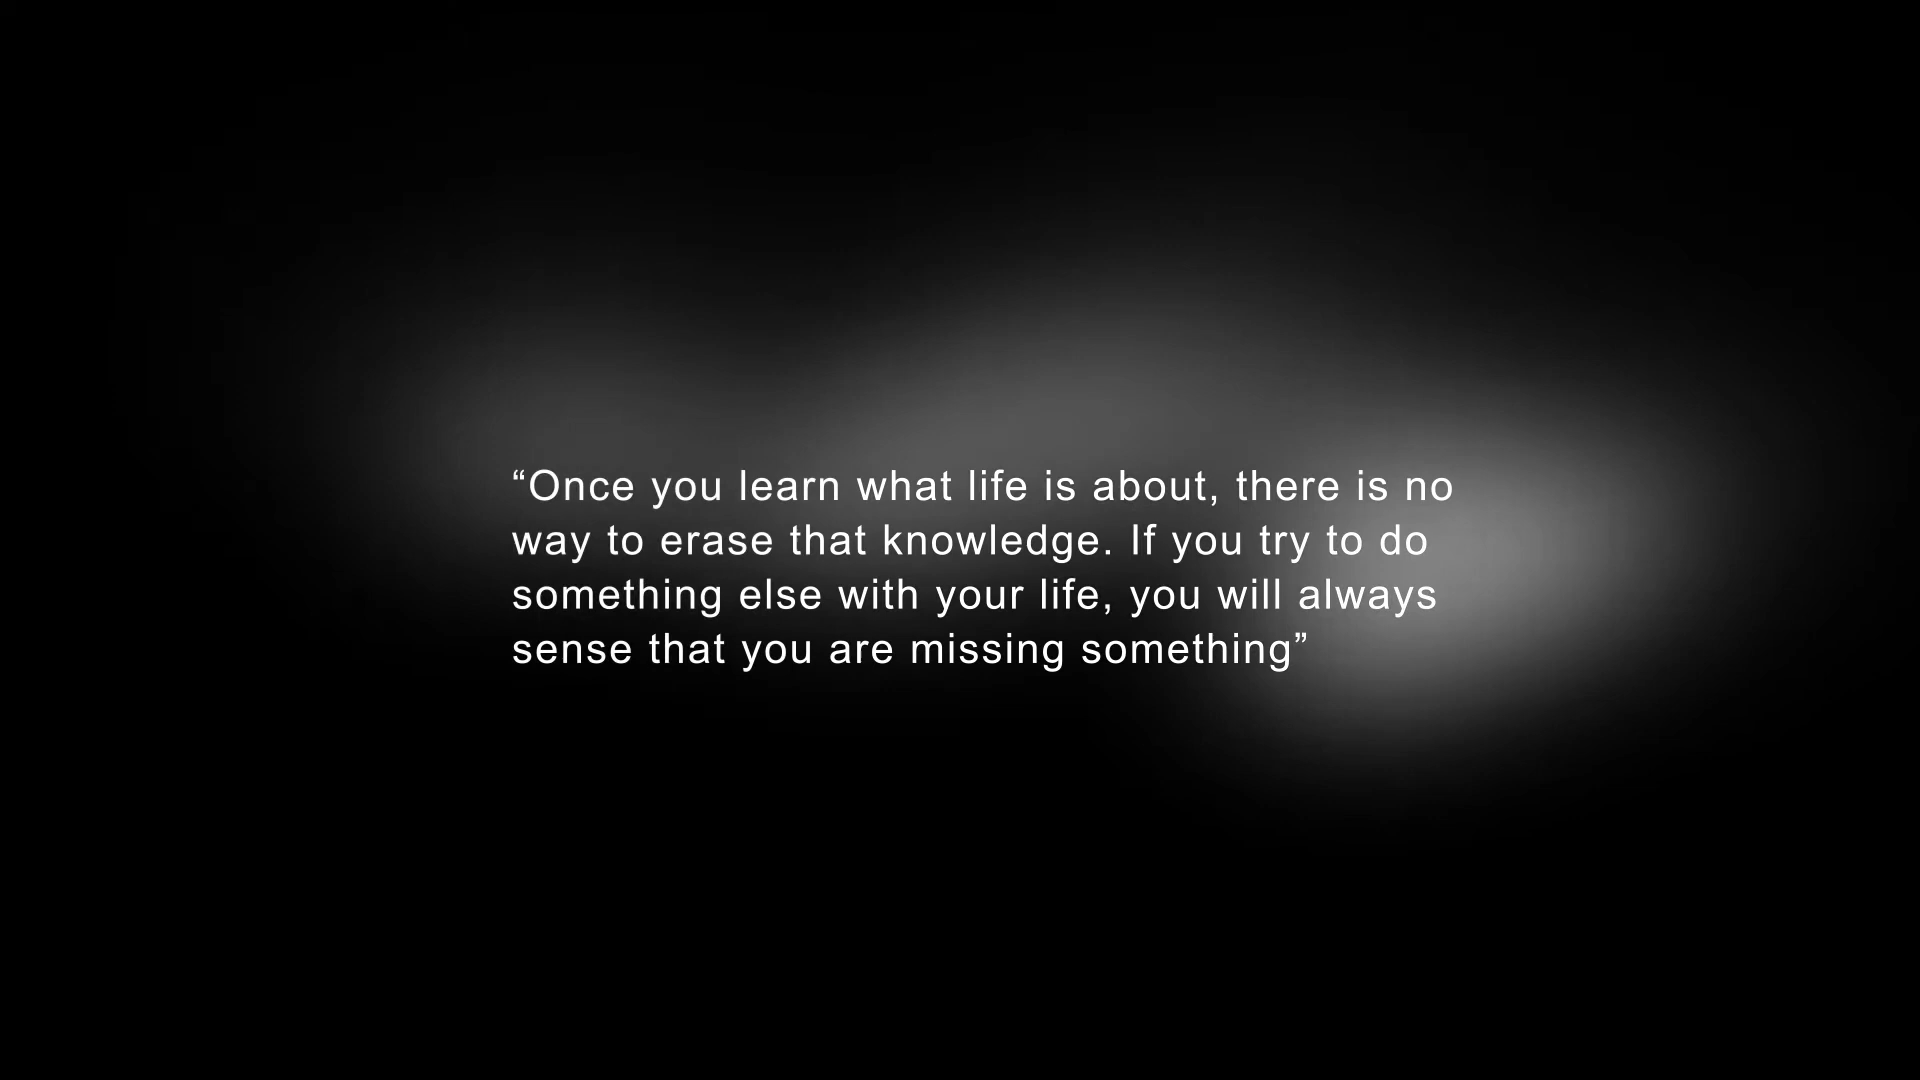 “Once you learn what life is about, there is no
way to erase that knowledge. If you try to do
something else with your life, you will always
sense that you are missing something”